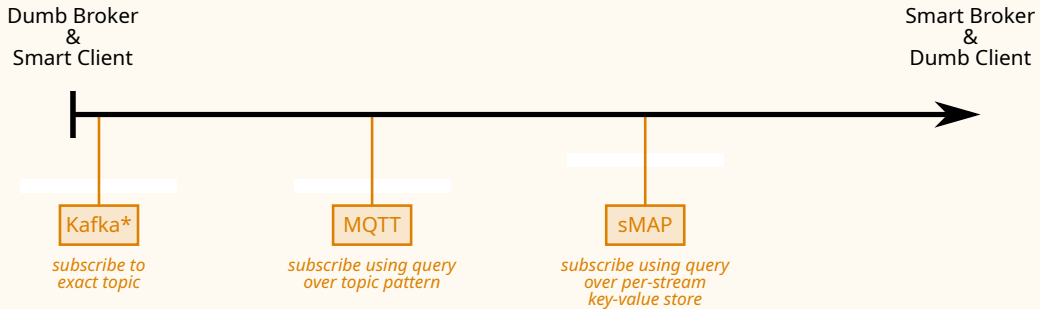 Dumb Broker
&
Smart Client
Smart Broker
&
Dumb Client
Kafka*
MQTT
sMAP
subscribe to
exact topic
subscribe using query
over topic pattern
subscribe using query
over per-stream
key-value store